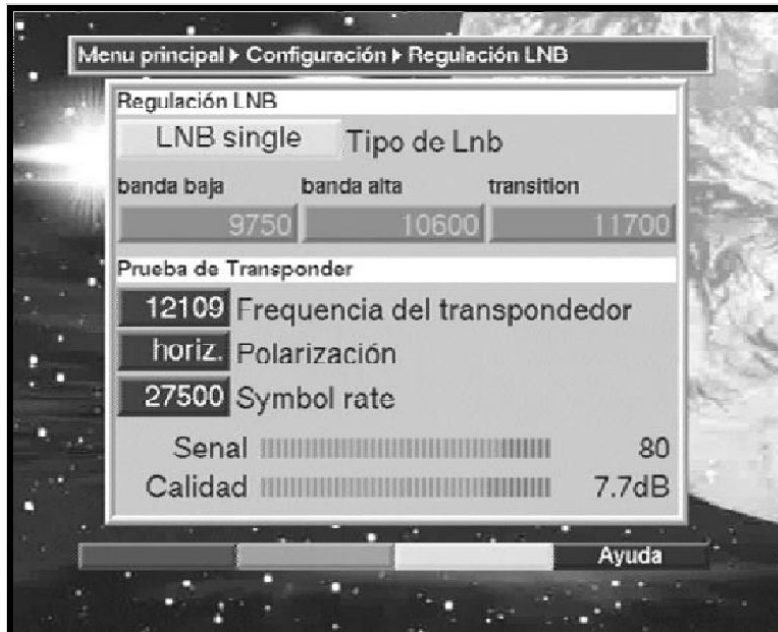 Menu principal ▸ Configuración ▸ Regulación LNB
Regulación LNB
LNB single Tipo de Lnb
banda baja banda alta transition
9750 10600 11700
Prueba de Transponder
12109 Frequencia del transpondedor
horiz. Polarización
27500 Symbol rate
Senal 80
Calidad 7.7dB
Ayuda